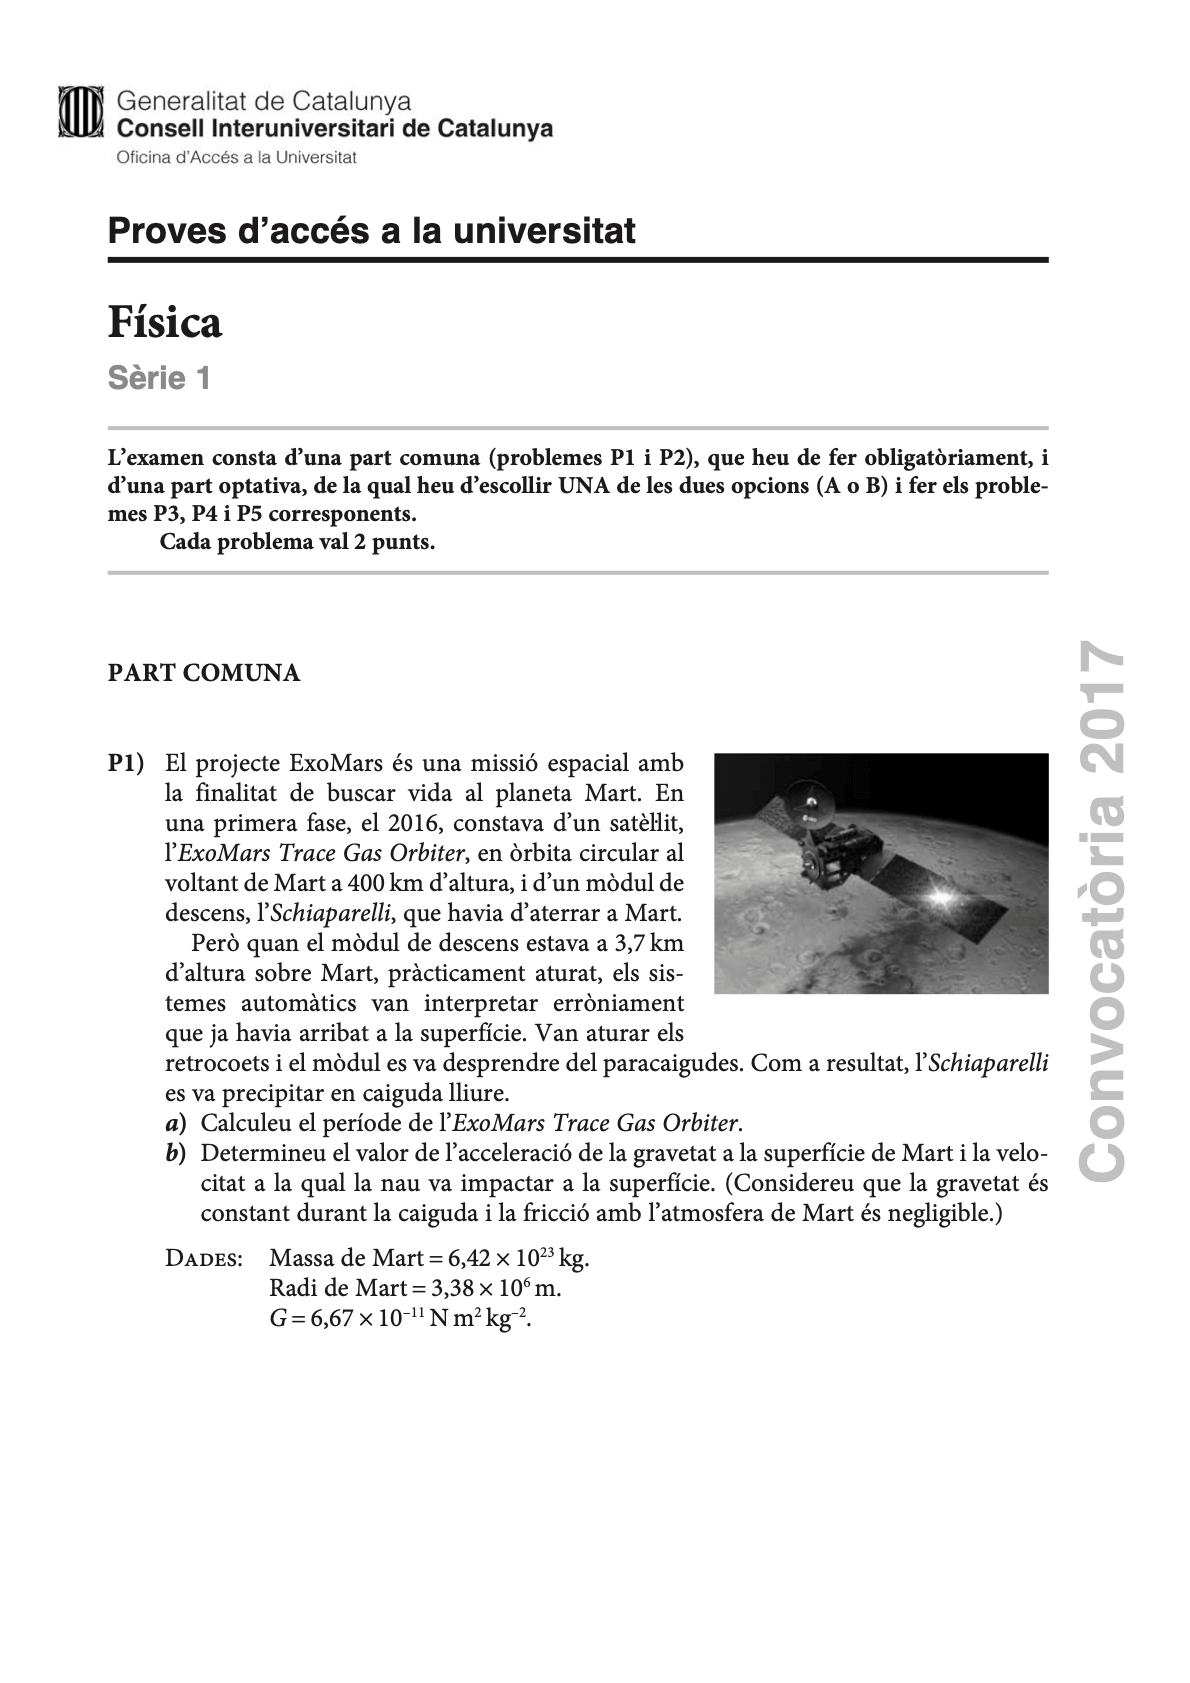 Generalitat de Catalunya
Consell Interuniversitari de Catalunya
Oficina d’Accés a la Universitat
Proves d’accés a la universitat
Física
Sèrie 1
L’examen consta d’una part comuna (problemes P1 i P2), que heu de fer obligatòriament, i
d’una part optativa, de la qual heu d’escollir UNA de les dues opcions (A o B) i fer els proble-
mes P3, P4 i P5 corresponents.
Cada problema val 2 punts.
PART COMUNA
P1) El projecte ExoMars és una missió espacial amb
la finalitat de buscar vida al planeta Mart. En
una primera fase, el 2016, constava d’un satèl·lit,
l’ExoMars Trace Gas Orbiter, en òrbita circular al
voltant de Mart a 400 km d’altura, i d’un mòdul de
descens, l’Schiaparelli, que havia d’aterrar a Mart.
Però quan el mòdul de descens estava a 3,7 km
d’altura sobre Mart, pràcticament aturat, els sis-
temes automàtics van interpretar erròniament
que ja havia arribat a la superfície. Van aturar els
retrocoets i el mòdul es va desprendre del paracaigudes. Com a resultat, l’Schiaparelli
es va precipitar en caiguda lliure.
a) Calculeu el període de l’ExoMars Trace Gas Orbiter.
b) Determineu el valor de l’acceleració de la gravetat a la superfície de Mart i la velo-
citat a la qual la nau va impactar a la superfície. (Considereu que la gravetat és
constant durant la caiguda i la fricció amb l’atmosfera de Mart és negligible.)
DADES: Massa de Mart = 6,42 × 10²³ kg.
Radi de Mart = 3,38 × 10⁶ m.
G = 6,67 × 10⁻¹¹ N m² kg⁻².
Convocatòria 2017